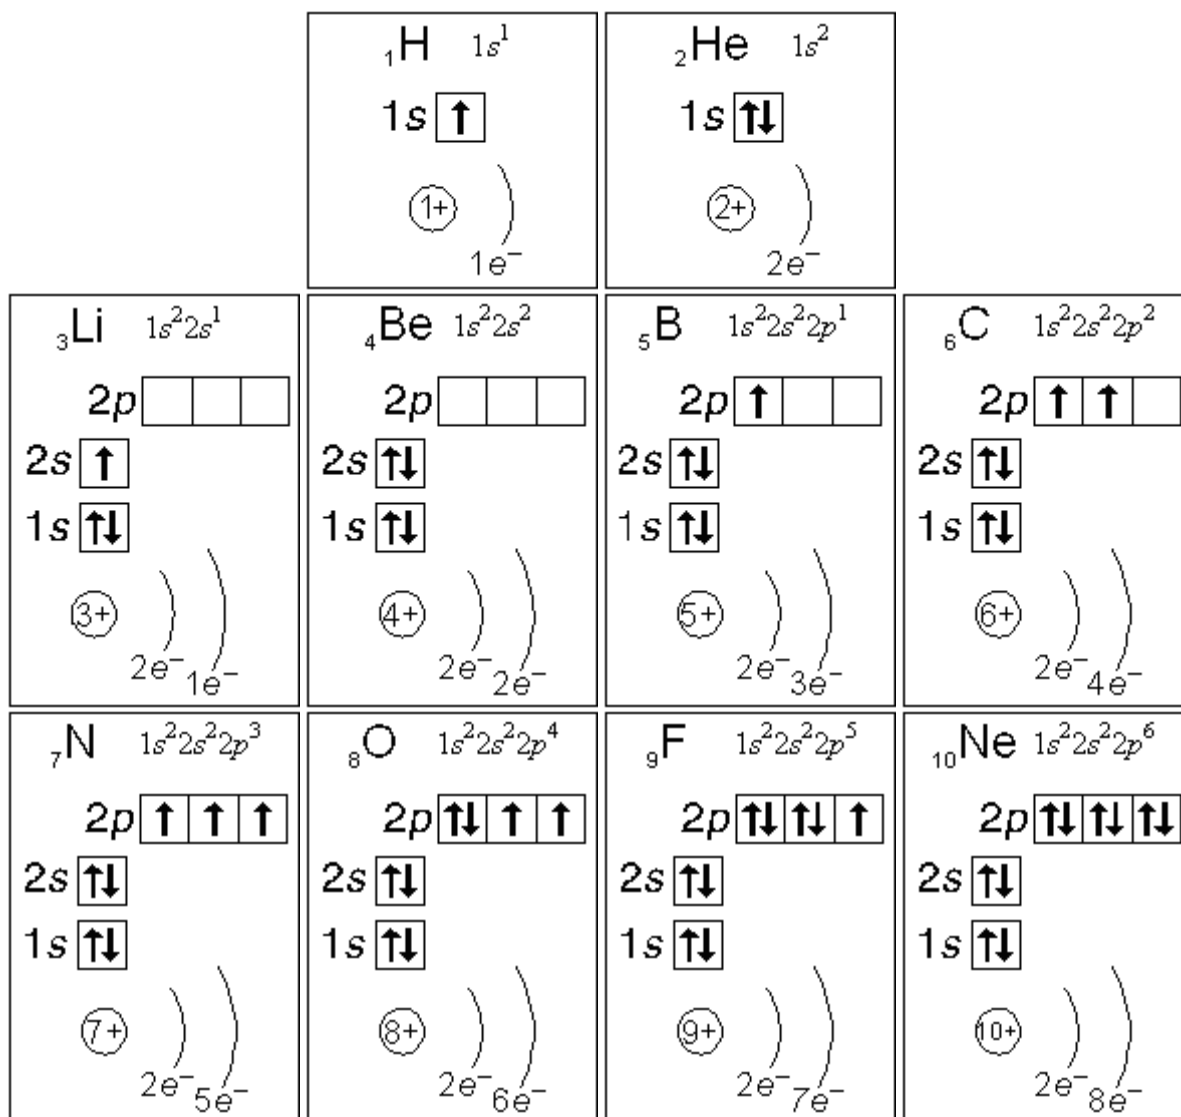 ₁H 1s¹
1s ↑
1+
1e⁻
₂He 1s²
1s ↑↓
2+
2e⁻
₃Li 1s²2s¹
2p
2s ↑
1s ↑↓
3+
2e⁻ 1e⁻
₄Be 1s²2s²
2p
2s ↑↓
1s ↑↓
4+
2e⁻ 2e⁻
₅B 1s²2s²2p¹
2p ↑
2s ↑↓
1s ↑↓
5+
2e⁻ 3e⁻
₆C 1s²2s²2p²
2p ↑ ↑
2s ↑↓
1s ↑↓
6+
2e⁻ 4e⁻
₇N 1s²2s²2p³
2p ↑ ↑ ↑
2s ↑↓
1s ↑↓
7+
2e⁻ 5e⁻
₈O 1s²2s²2p⁴
2p ↑↓ ↑ ↑
2s ↑↓
1s ↑↓
8+
2e⁻ 6e⁻
₉F 1s²2s²2p⁵
2p ↑↓ ↑↓ ↑
2s ↑↓
1s ↑↓
9+
2e⁻ 7e⁻
₁₀Ne 1s²2s²2p⁶
2p ↑↓ ↑↓ ↑↓
2s ↑↓
1s ↑↓
10+
2e⁻ 8e⁻